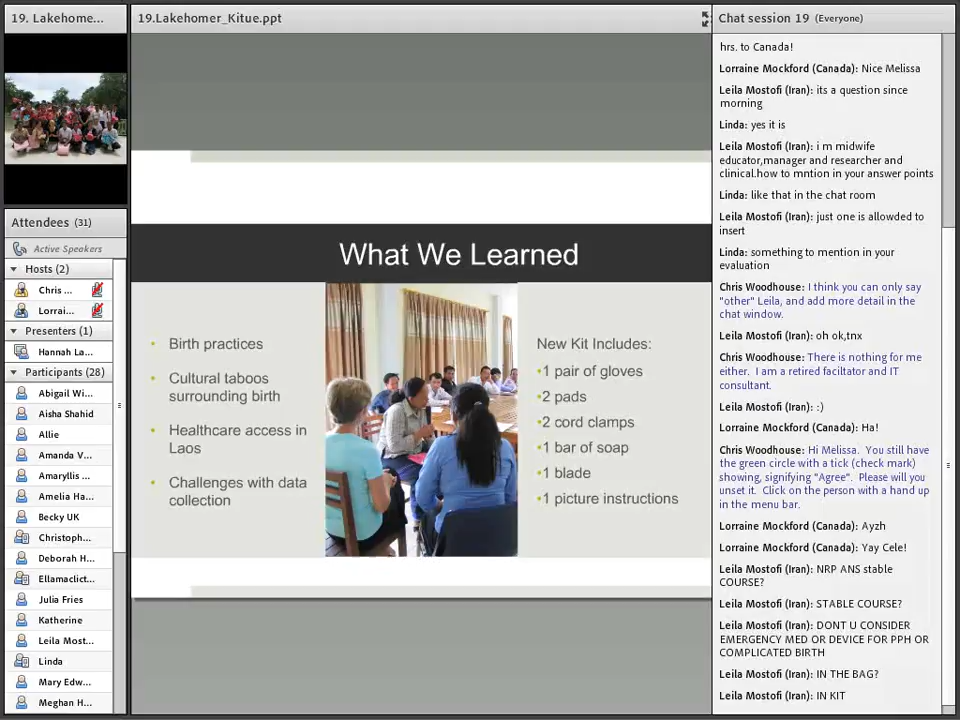 19. Lakehome...
Attendees (31)
Active Speakers
Hosts (2)
Chris ...
Lorrai...
Presenters (1)
Hannah La...
Participants (28)
Abigail Wi...
Aisha Shahid
Allie
Amanda V...
Amaryllis ...
Amelia Ha...
Becky UK
Christoph...
Deborah H...
Ellamaclict...
Julia Fries
Katherine
Leila Most...
Linda
Mary Edw...
Meghan H...
19.Lakehomer_Kitue.ppt
What We Learned
• Birth practices
• Cultural taboos
surrounding birth
• Healthcare access in
Laos
• Challenges with data
collection
New Kit Includes:
•1 pair of gloves
•2 pads
•2 cord clamps
•1 bar of soap
•1 blade
•1 picture instructions
Chat session 19 (Everyone)
hrs. to Canada!
Lorraine Mockford (Canada): Nice Melissa
Leila Mostofi (Iran): its a question since
morning
Linda: yes it is
Leila Mostofi (Iran): i m midwife
educator,manager and researcher and
clinical.how to mntion in your answer points
Linda: like that in the chat room
Leila Mostofi (Iran): just one is allowded to
insert
Linda: something to mention in your
evaluation
Chris Woodhouse: I think you can only say
"other" Leila, and add more detail in the
chat window.
Leila Mostofi (Iran): oh ok,tnx
Chris Woodhouse: There is nothing for me
either. I am a retired faciltator and IT
consultant.
Leila Mostofi (Iran): :)
Lorraine Mockford (Canada): Ha!
Chris Woodhouse: Hi Melissa. You still have
the green circle with a tick (check mark)
showing, signifying "Agree". Please will you
unset it. Click on the person with a hand up
in the menu bar.
Lorraine Mockford (Canada): Ayzh
Lorraine Mockford (Canada): Yay Cele!
Leila Mostofi (Iran): NRP ANS stable
COURSE?
Leila Mostofi (Iran): STABLE COURSE?
Leila Mostofi (Iran): DONT U CONSIDER
EMERGENCY MED OR DEVICE FOR PPH OR
COMPLICATED BIRTH
Leila Mostofi (Iran): IN THE BAG?
Leila Mostofi (Iran): IN KIT